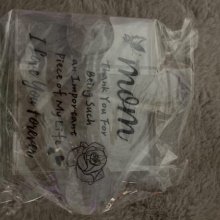 mom
Thank You For
Being Such
an Important
Piece of My Life
I love You forever